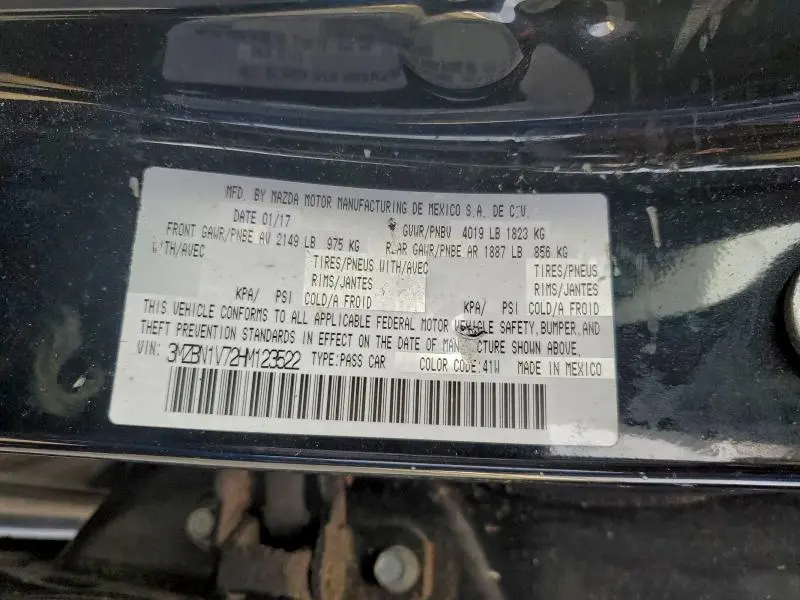 MFD. BY MAZDA MOTOR MANUFACTURING DE MEXICO S.A. DE C.V.
DATE 01/17 GVWR/PNBV 4019 LB 1823 KG
FRONT GAWR/PNBE AV 2149 LB 975 KG REAR GAWR/PNBE AR 1887 LB 856 KG
WITH/AVEC TIRES/PNEUS WITH/AVEC TIRES/PNEUS
RIMS/JANTES RIMS/JANTES
KPA/ PSI COLD/A FROID KPA/ PSI COLD/A FROID
THIS VEHICLE CONFORMS TO ALL APPLICABLE FEDERAL MOTOR VEHICLE SAFETY, BUMPER, AND
THEFT PREVENTION STANDARDS IN EFFECT ON THE DATE OF MANUFACTURE SHOWN ABOVE.
VIN: 3MZBN1V72HM123522 TYPE:PASS CAR COLOR CODE:41W MADE IN MEXICO